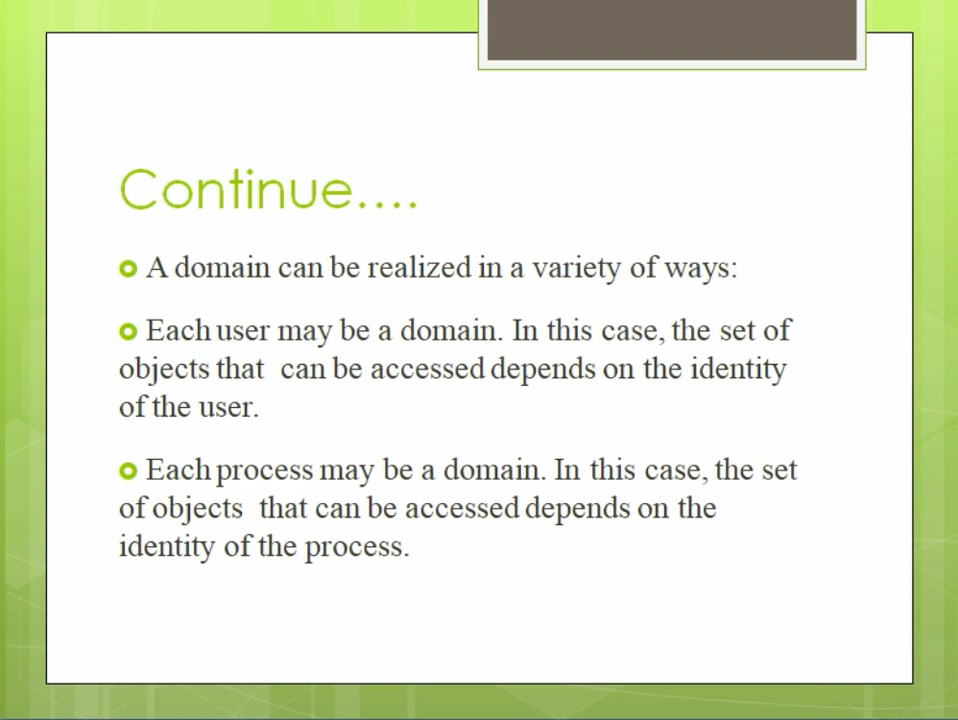 Continue....
A domain can be realized in a variety of ways:
Each user may be a domain. In this case, the set of
objects that can be accessed depends on the identity
of the user.
Each process may be a domain. In this case, the set
of objects that can be accessed depends on the
identity of the process.